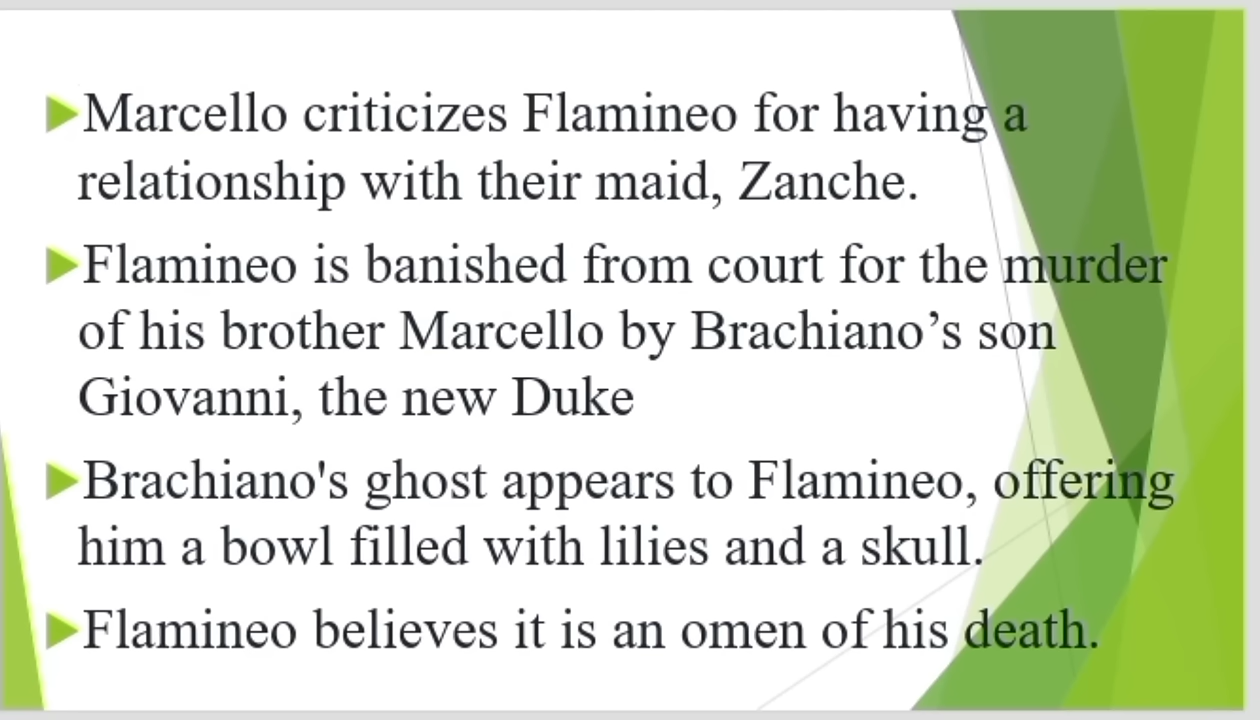 Marcello criticizes Flamineo for having a
relationship with their maid, Zanche.
Flamineo is banished from court for the murder
of his brother Marcello by Brachiano’s son
Giovanni, the new Duke
Brachiano's ghost appears to Flamineo, offering
him a bowl filled with lilies and a skull.
Flamineo believes it is an omen of his death.